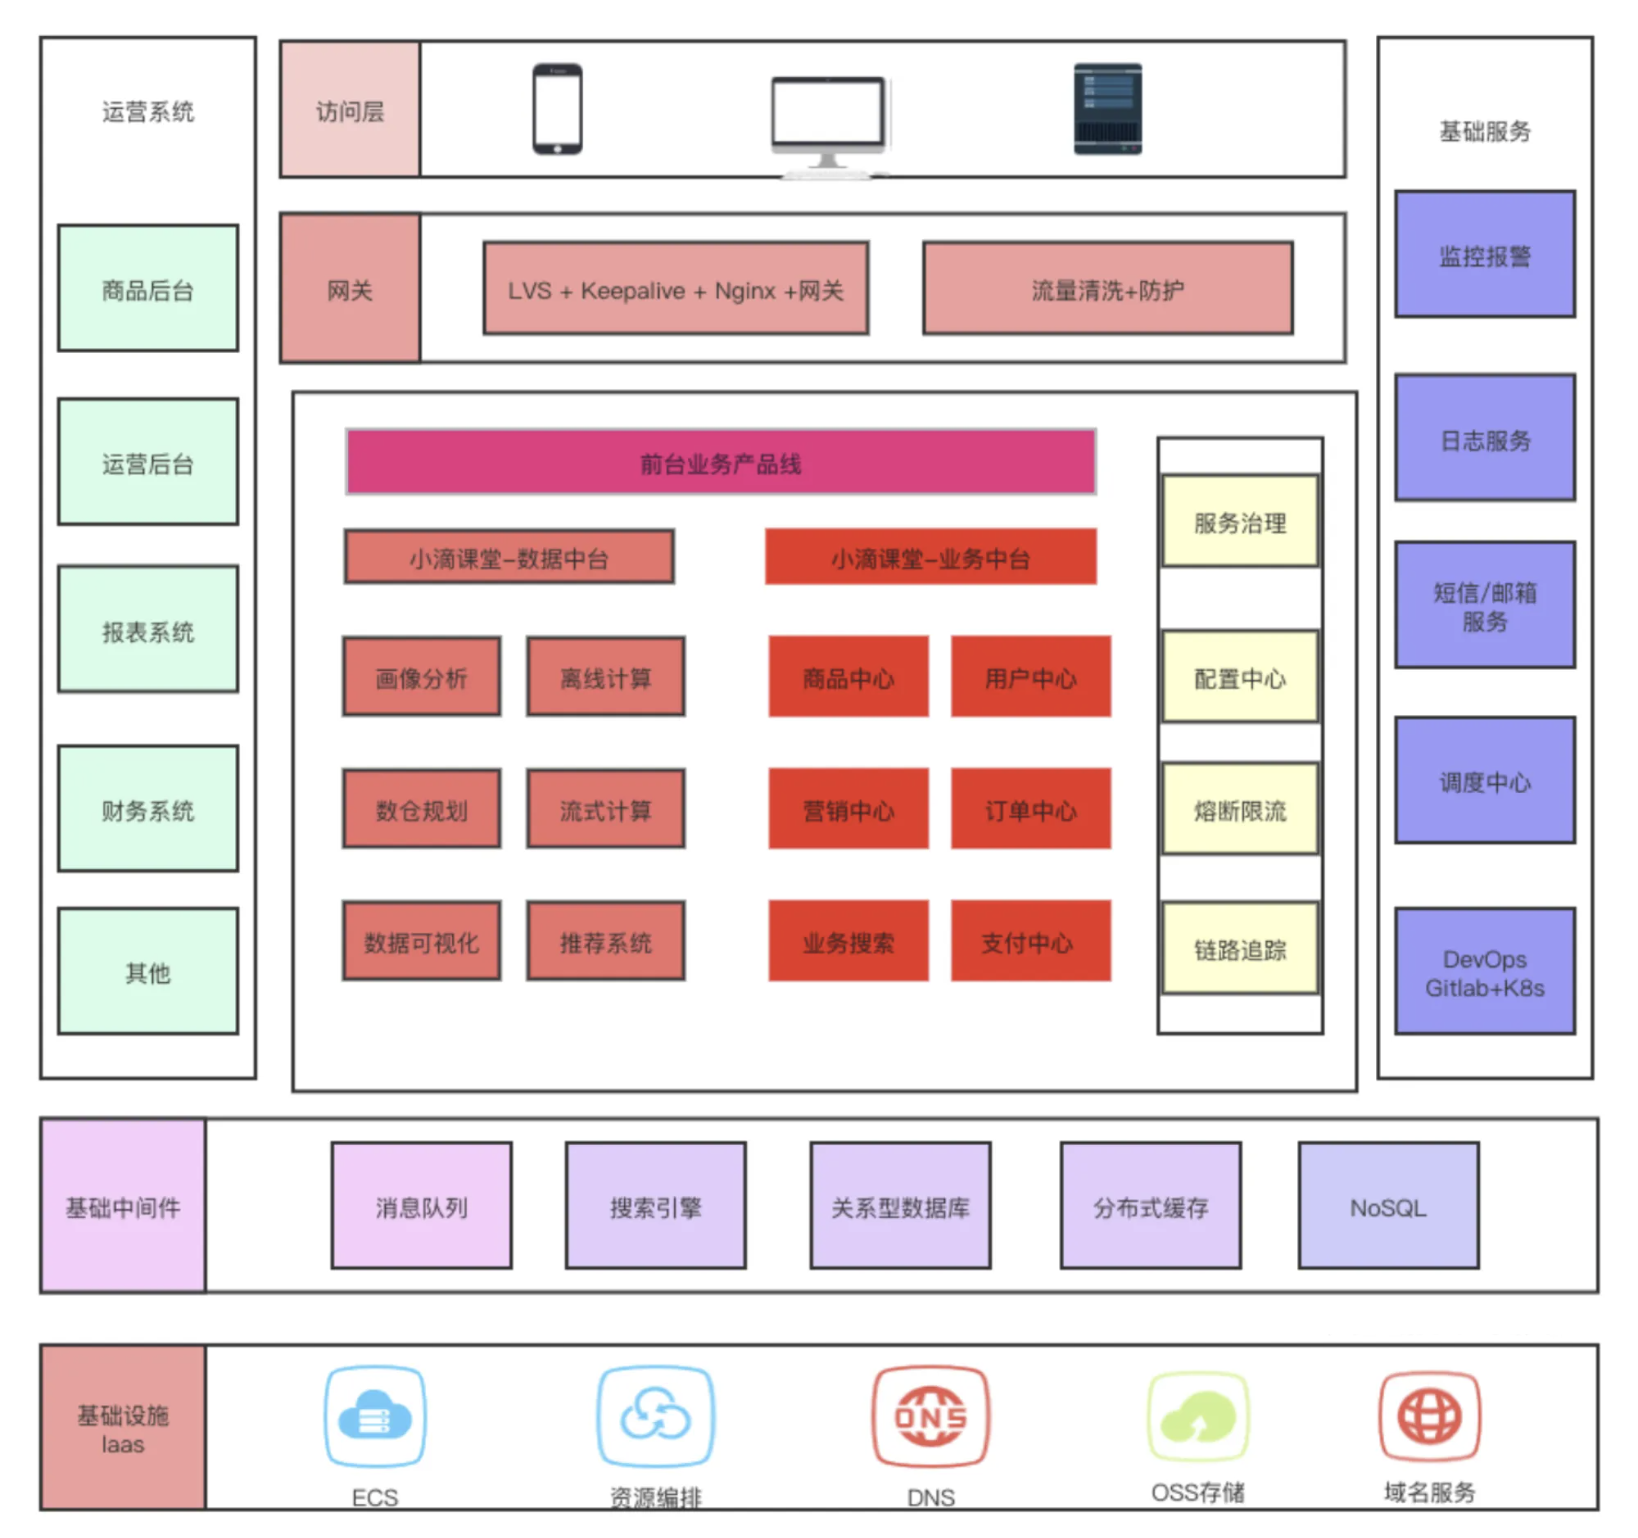 运营系统
商品后台
运营后台
报表系统
财务系统
其他
访问层
网关
LVS + Keepalive + Nginx +网关
流量清洗+防护
前台业务产品线
小滴课堂-数据中台
小滴课堂-业务中台
画像分析
离线计算
商品中心
用户中心
数仓规划
流式计算
营销中心
订单中心
数据可视化
推荐系统
业务搜索
支付中心
服务治理
配置中心
熔断限流
链路追踪
基础服务
监控报警
日志服务
短信/邮箱
服务
调度中心
DevOps
Gitlab+K8s
基础中间件
消息队列
搜索引擎
关系型数据库
分布式缓存
NoSQL
基础设施
Iaas
DNS
ECS
资源编排
DNS
OSS存储
域名服务